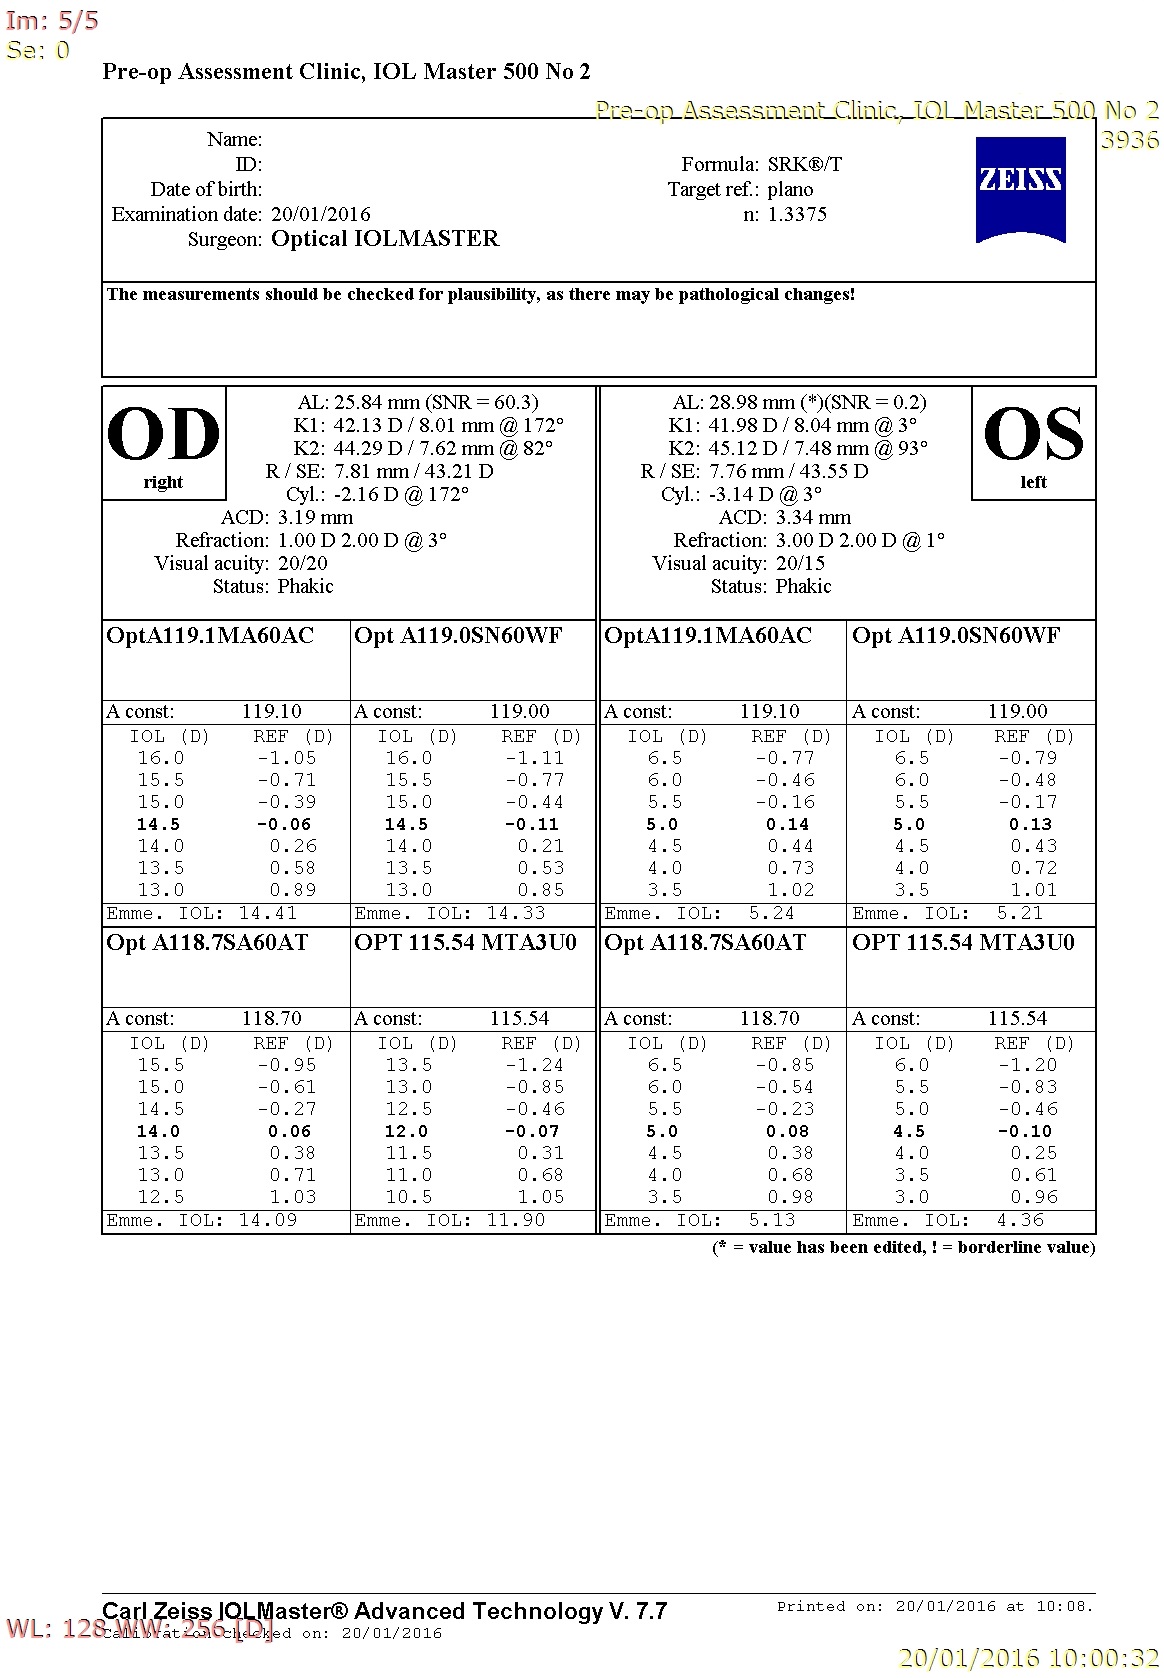 Im: 5/5
Se: 0
Pre-op Assessment Clinic, IOL Master 500 No 2
Pre-op Assessment Clinic, IOL Master 500 No 2
3936
Name:
ID:
Formula: SRK®/T
Date of birth:
Target ref.: plano
Examination date: 20/01/2016
n: 1.3375
Surgeon: Optical IOLMASTER
ZEISS
The measurements should be checked for plausibility, as there may be pathological changes!
OD
right
AL: 25.84 mm (SNR = 60.3)
K1: 42.13 D / 8.01 mm @ 172°
K2: 44.29 D / 7.62 mm @ 82°
R / SE: 7.81 mm / 43.21 D
Cyl.: -2.16 D @ 172°
ACD: 3.19 mm
Refraction: 1.00 D 2.00 D @ 3°
Visual acuity: 20/20
Status: Phakic
AL: 28.98 mm (*)(SNR = 0.2)
K1: 41.98 D / 8.04 mm @ 3°
K2: 45.12 D / 7.48 mm @ 93°
R / SE: 7.76 mm / 43.55 D
Cyl.: -3.14 D @ 3°
ACD: 3.34 mm
Refraction: 3.00 D 2.00 D @ 1°
Visual acuity: 20/15
Status: Phakic
OS
left
OptA119.1MA60AC Opt A119.0SN60WF OptA119.1MA60AC Opt A119.0SN60WF
A const: 119.10 A const: 119.00 A const: 119.10 A const: 119.00
IOL (D) REF (D) IOL (D) REF (D) IOL (D) REF (D) IOL (D) REF (D)
16.0 -1.05 16.0 -1.11 6.5 -0.77 6.5 -0.79
15.5 -0.71 15.5 -0.77 6.0 -0.46 6.0 -0.48
15.0 -0.39 15.0 -0.44 5.5 -0.16 5.5 -0.17
14.5 -0.06 14.5 -0.11 5.0 0.14 5.0 0.13
14.0 0.26 14.0 0.21 4.5 0.44 4.5 0.43
13.5 0.58 13.5 0.53 4.0 0.73 4.0 0.72
13.0 0.89 13.0 0.85 3.5 1.02 3.5 1.01
Emme. IOL: 14.41 Emme. IOL: 14.33 Emme. IOL: 5.24 Emme. IOL: 5.21
Opt A118.7SA60AT OPT 115.54 MTA3U0 Opt A118.7SA60AT OPT 115.54 MTA3U0
A const: 118.70 A const: 115.54 A const: 118.70 A const: 115.54
IOL (D) REF (D) IOL (D) REF (D) IOL (D) REF (D) IOL (D) REF (D)
15.5 -0.95 13.5 -1.24 6.5 -0.85 6.0 -1.20
15.0 -0.61 13.0 -0.85 6.0 -0.54 5.5 -0.83
14.5 -0.27 12.5 -0.46 5.5 -0.23 5.0 -0.46
14.0 0.06 12.0 -0.07 5.0 0.08 4.5 -0.10
13.5 0.38 11.5 0.31 4.5 0.38 4.0 0.25
13.0 0.71 11.0 0.68 4.0 0.68 3.5 0.61
12.5 1.03 10.5 1.05 3.5 0.98 3.0 0.96
Emme. IOL: 14.09 Emme. IOL: 11.90 Emme. IOL: 5.13 Emme. IOL: 4.36
(* = value has been edited, ! = borderline value)
Carl Zeiss IOLMaster® Advanced Technology V. 7.7
Printed on: 20/01/2016 at 10:08.
WL: 128 WW: 256 [D]
Calibration checked on: 20/01/2016
20/01/2016 10:00:32